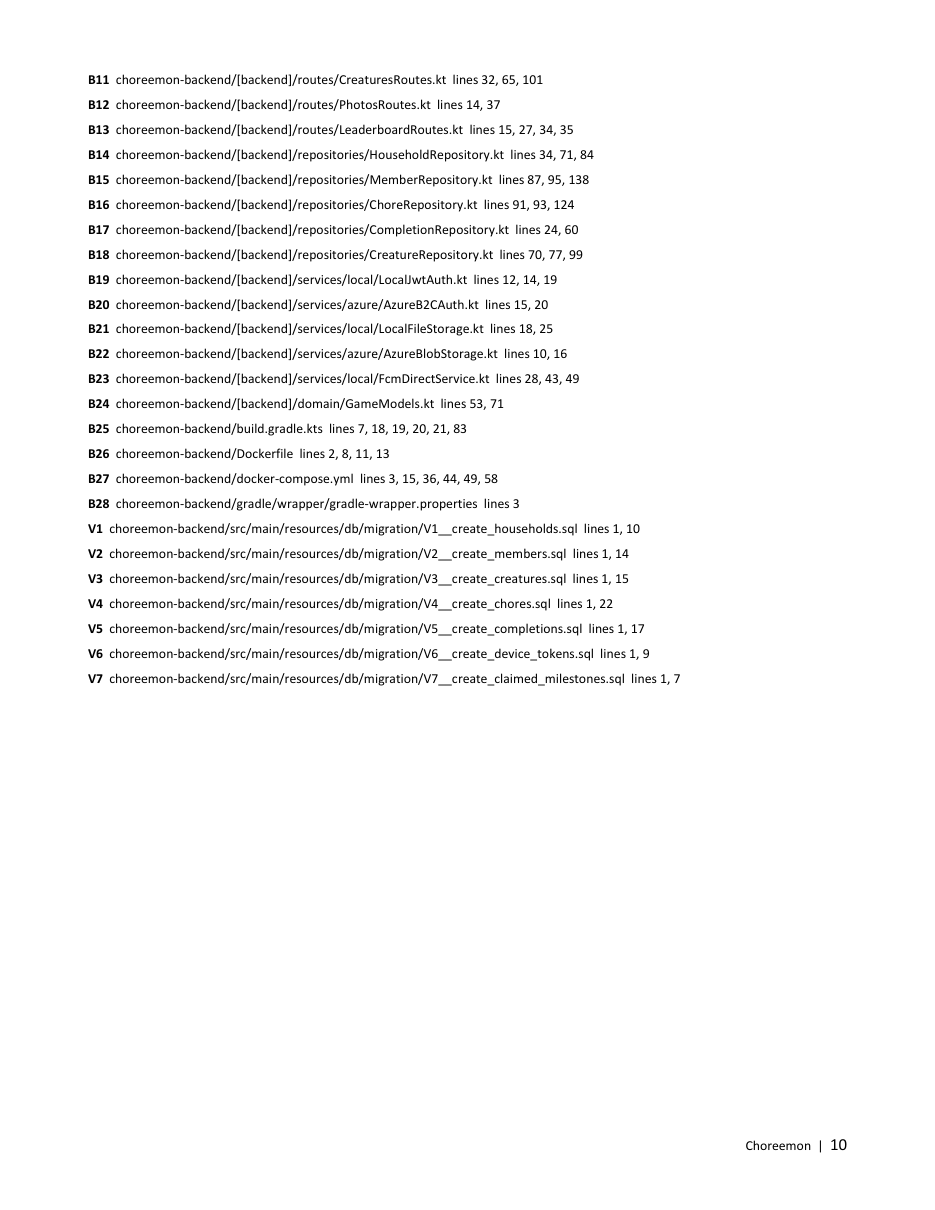 B11 choreemon-backend/[backend]/routes/CreaturesRoutes.kt lines 32, 65, 101
B12 choreemon-backend/[backend]/routes/PhotosRoutes.kt lines 14, 37
B13 choreemon-backend/[backend]/routes/LeaderboardRoutes.kt lines 15, 27, 34, 35
B14 choreemon-backend/[backend]/repositories/HouseholdRepository.kt lines 34, 71, 84
B15 choreemon-backend/[backend]/repositories/MemberRepository.kt lines 87, 95, 138
B16 choreemon-backend/[backend]/repositories/ChoreRepository.kt lines 91, 93, 124
B17 choreemon-backend/[backend]/repositories/CompletionRepository.kt lines 24, 60
B18 choreemon-backend/[backend]/repositories/CreatureRepository.kt lines 70, 77, 99
B19 choreemon-backend/[backend]/services/local/LocalJwtAuth.kt lines 12, 14, 19
B20 choreemon-backend/[backend]/services/azure/AzureB2CAuth.kt lines 15, 20
B21 choreemon-backend/[backend]/services/local/LocalFileStorage.kt lines 18, 25
B22 choreemon-backend/[backend]/services/azure/AzureBlobStorage.kt lines 10, 16
B23 choreemon-backend/[backend]/services/local/FcmDirectService.kt lines 28, 43, 49
B24 choreemon-backend/[backend]/domain/GameModels.kt lines 53, 71
B25 choreemon-backend/build.gradle.kts lines 7, 18, 19, 20, 21, 83
B26 choreemon-backend/Dockerfile lines 2, 8, 11, 13
B27 choreemon-backend/docker-compose.yml lines 3, 15, 36, 44, 49, 58
B28 choreemon-backend/gradle/wrapper/gradle-wrapper.properties lines 3
V1 choreemon-backend/src/main/resources/db/migration/V1__create_households.sql lines 1, 10
V2 choreemon-backend/src/main/resources/db/migration/V2__create_members.sql lines 1, 14
V3 choreemon-backend/src/main/resources/db/migration/V3__create_creatures.sql lines 1, 15
V4 choreemon-backend/src/main/resources/db/migration/V4__create_chores.sql lines 1, 22
V5 choreemon-backend/src/main/resources/db/migration/V5__create_completions.sql lines 1, 17
V6 choreemon-backend/src/main/resources/db/migration/V6__create_device_tokens.sql lines 1, 9
V7 choreemon-backend/src/main/resources/db/migration/V7__create_claimed_milestones.sql lines 1, 7
Choreemon | 10